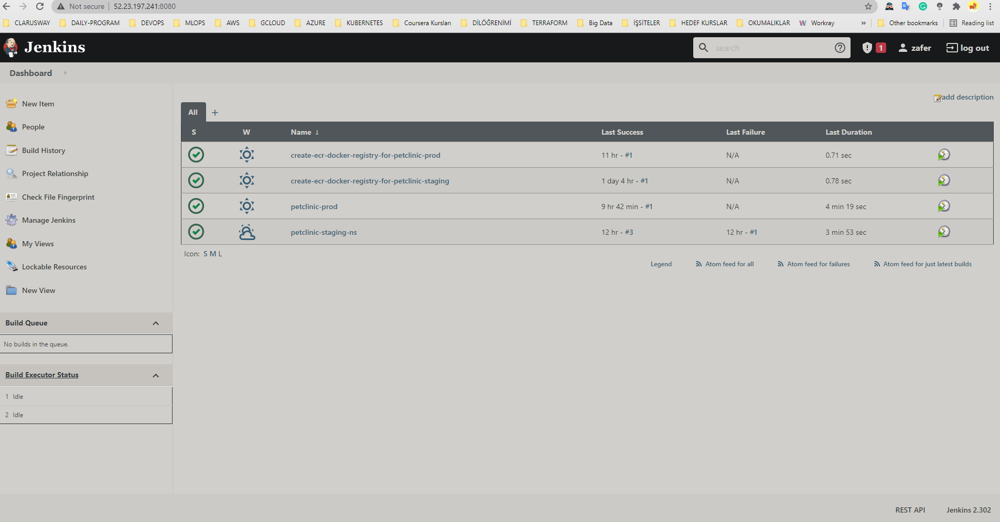 Not secure | 52.23.197.241:8080
CLARUSWAY DAILY-PROGRAM DEVOPS MLOPS AWS GCLOUD AZURE KUBERNETES Coursera Kursları DİLÖĞRENİMİ TERRAFORM Big Data İŞSİTELER HEDEF KURSLAR OKUMALIKLAR W Workray » Other bookmarks Reading list
Jenkins search 1 zafer log out
Dashboard
New Item
People
Build History
Project Relationship
Check File Fingerprint
Manage Jenkins
My Views
Lockable Resources
New View
Build Queue
No builds in the queue.
Build Executor Status
1 Idle
2 Idle
add description
All +
S W Name ↓ Last Success Last Failure Last Duration
create-ecr-docker-registry-for-petclinic-prod 11 hr - #1 N/A 0.71 sec
create-ecr-docker-registry-for-petclinic-staging 1 day 4 hr - #1 N/A 0.78 sec
petclinic-prod 9 hr 42 min - #1 N/A 4 min 19 sec
petclinic-staging-ns 12 hr - #3 12 hr - #1 3 min 53 sec
Icon: S M L
Legend Atom feed for all Atom feed for failures Atom feed for just latest builds
REST API Jenkins 2.302